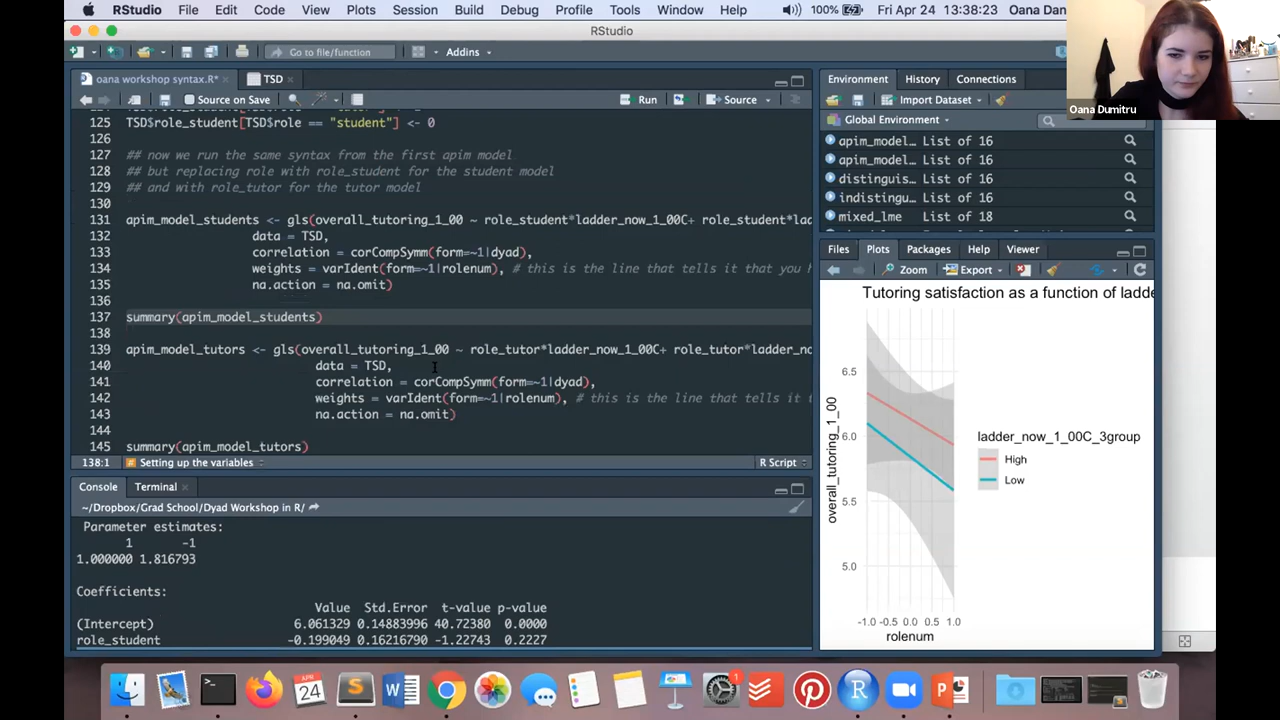 RStudio File Edit Code View Plots Session Build Debug Profile Tools Window Help 100% Fri Apr 24 13:38:23 Oana Dan
RStudio
Go to file/function Addins
oana workshop syntax.R* TSD
Source on Save Run Source
125 TSD$role_student[TSD$role == "student"] <- 0
126
127 ## now we run the same syntax from the first apim model
128 ## but replacing role with role_student for the student model
129 ## and with role_tutor for the tutor model
130
131 apim_model_students <- gls(overall_tutoring_1_00 ~ role_student*ladder_now_1_00C+ role_student*lad
132 data = TSD,
133 correlation = corCompSymm(form=~1|dyad),
134 weights = varIdent(form=~1|rolenum), # this is the line that tells it that you h
135 na.action = na.omit)
136
137 summary(apim_model_students)
138
139 apim_model_tutors <- gls(overall_tutoring_1_00 ~ role_tutor*ladder_now_1_00C+ role_tutor*ladder_no
140 data = TSD,
141 correlation = corCompSymm(form=~1|dyad),
142 weights = varIdent(form=~1|rolenum), # this is the line that tells it t
143 na.action = na.omit)
144
145 summary(apim_model_tutors)
138:1 Setting up the variables R Script
Console Terminal
~/Dropbox/Grad School/Dyad Workshop in R/
Parameter estimates:
1 -1
1.000000 1.816793
Coefficients:
Value Std.Error t-value p-value
(Intercept) 6.061329 0.14883996 40.72380 0.0000
role_student -0.199049 0.16216790 -1.22743 0.2227
Oana Dumitru
Environment History Connections
Import Dataset
Global Environment
apim_model… List of 16
apim_model… List of 16
distinguis… List of 16
indistingu… List of 16
mixed_lme List of 18
Files Plots Packages Help Viewer
Zoom Export
Tutoring satisfaction as a function of ladde
overall_tutoring_1_00
6.5
6.0
5.5
5.0
-1.0 -0.5 0.0 0.5 1.0
rolenum
ladder_now_1_00C_3group
High
Low
APR
24
1